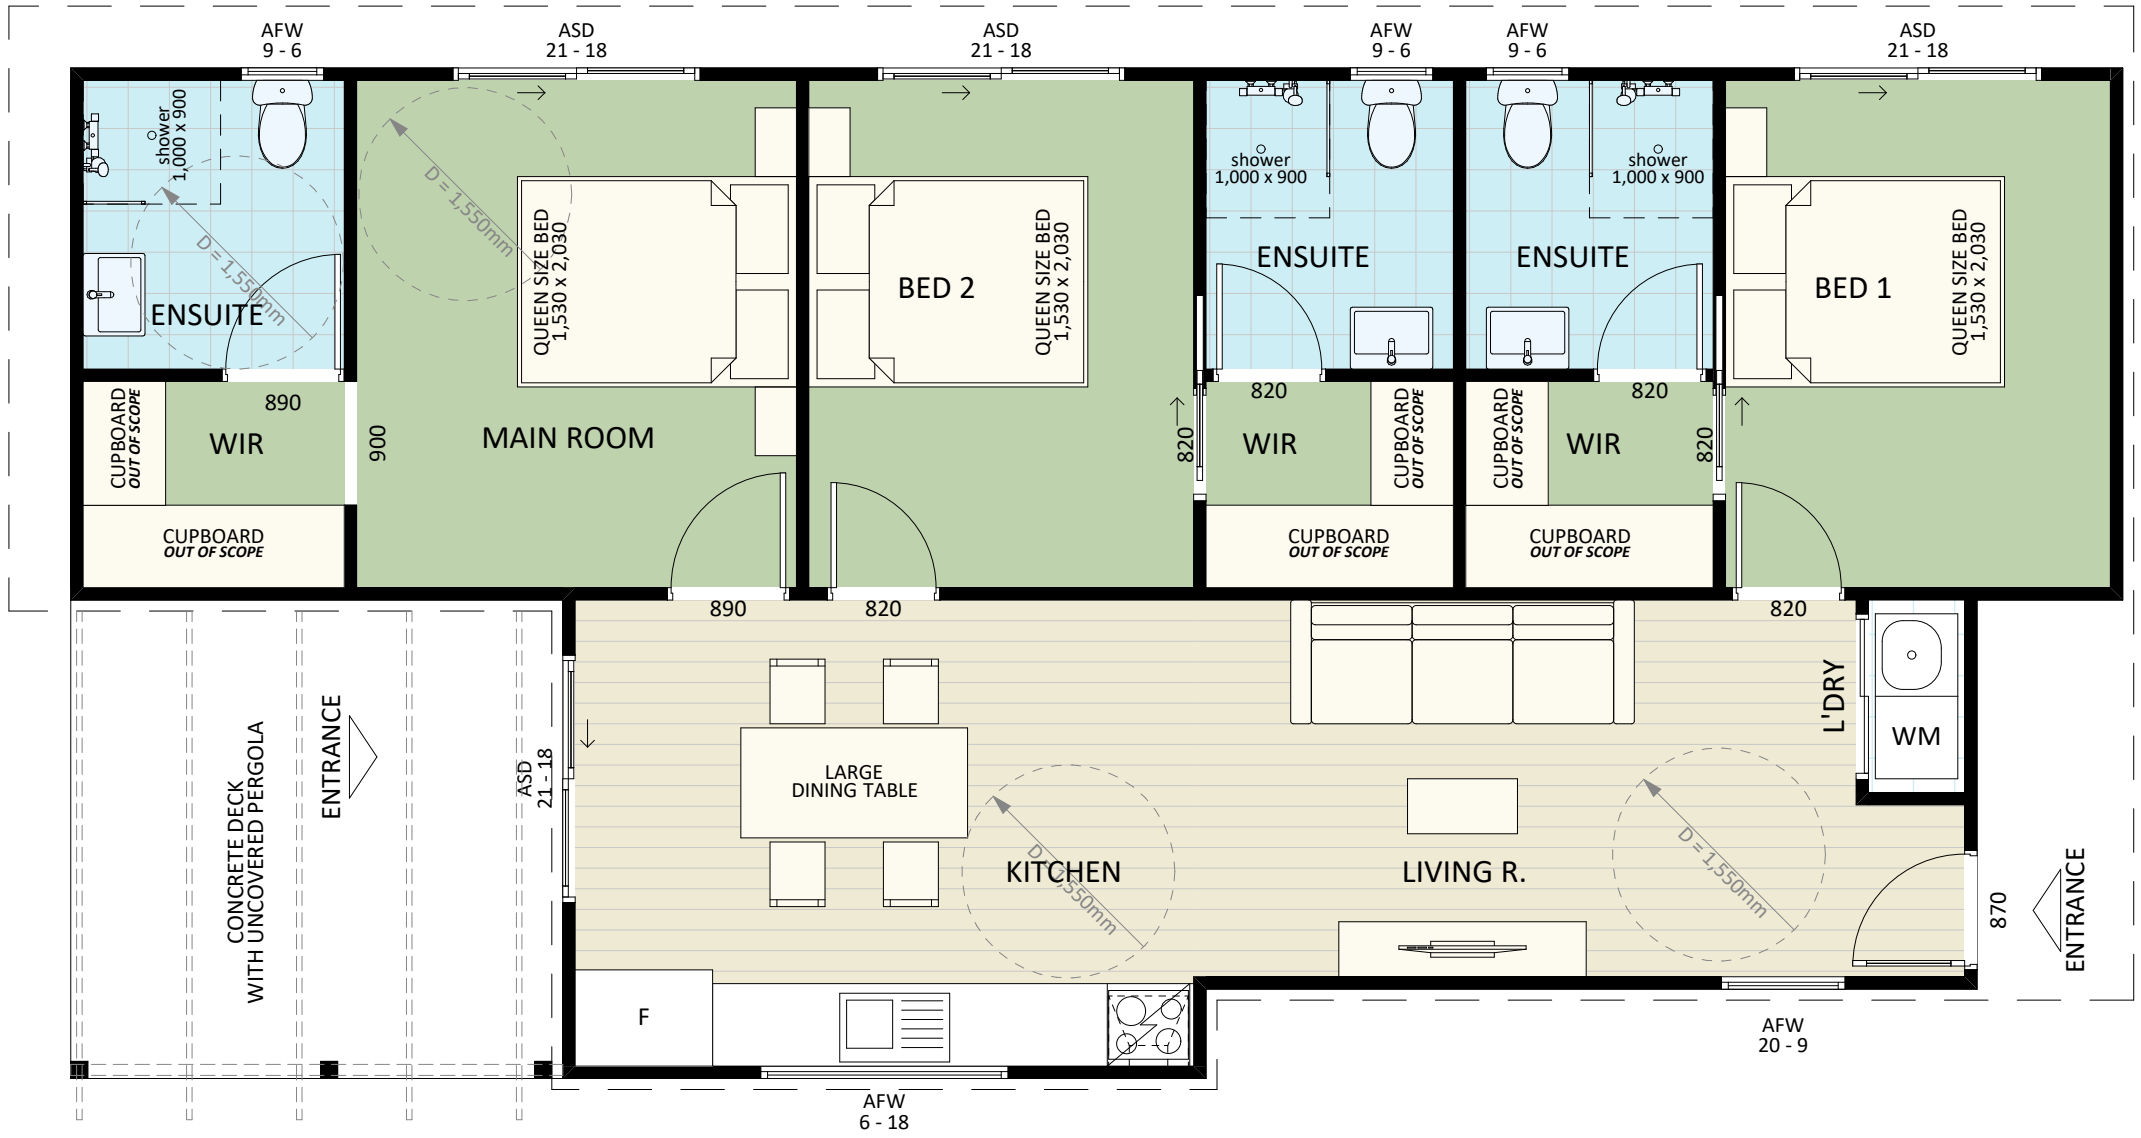 AFW
9 - 6
ASD
21 - 18
ASD
21 - 18
AFW
9 - 6
AFW
9 - 6
ASD
21 - 18
shower
1,000 x 900
D = 1,550mm
ENSUITE
890
CUPBOARD
OUT OF SCOPE
WIR
CUPBOARD
OUT OF SCOPE
900
D = 1,550mm
QUEEN SIZE BED
1,530 x 2,030
MAIN ROOM
BED 2
QUEEN SIZE BED
1,530 x 2,030
shower
1,000 x 900
ENSUITE
820
820
WIR
CUPBOARD
OUT OF SCOPE
CUPBOARD
OUT OF SCOPE
shower
1,000 x 900
ENSUITE
820
CUPBOARD
OUT OF SCOPE
WIR
820
CUPBOARD
OUT OF SCOPE
BED 1
QUEEN SIZE BED
1,530 x 2,030
890
820
820
CONCRETE DECK
WITH UNCOVERED PERGOLA
ENTRANCE
ASD
21 - 18
LARGE
DINING TABLE
KITCHEN
D = 1,550mm
LIVING R.
D = 1,550mm
L'DRY
WM
870
ENTRANCE
F
AFW
6 - 18
AFW
20 - 9